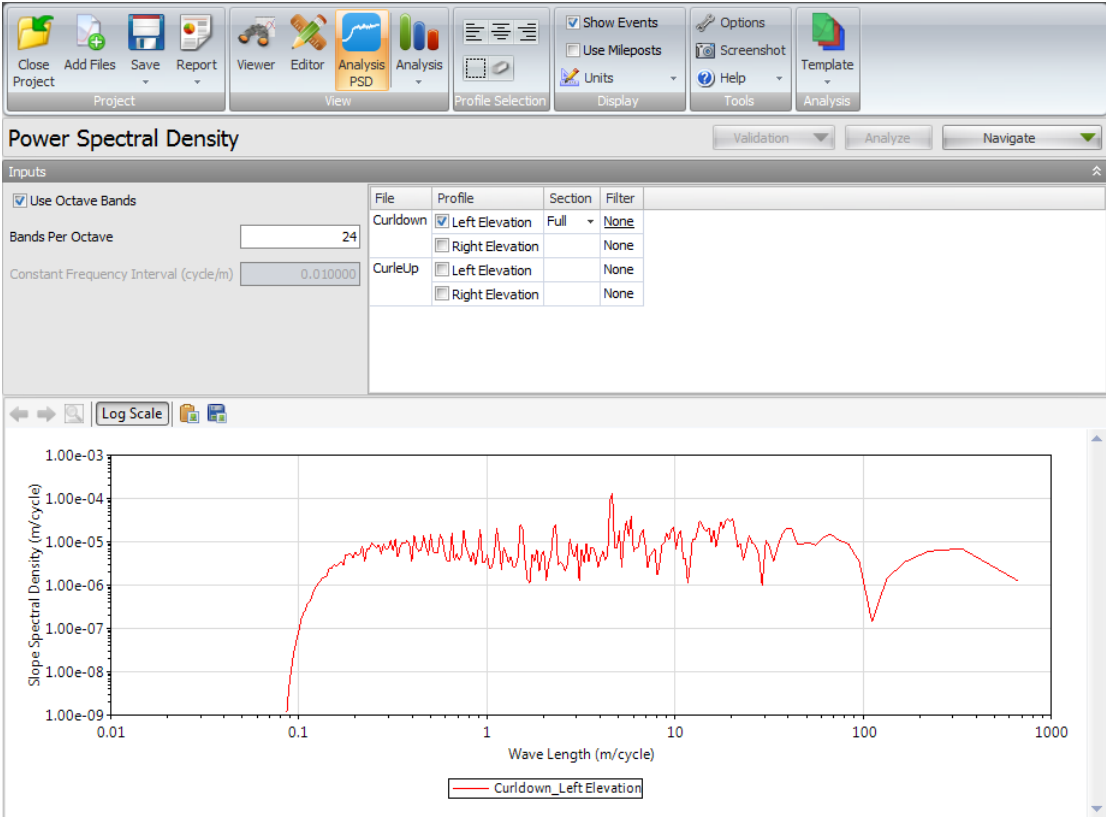 Close Project
Add Files
Save
Report
Project
Viewer
Editor
Analysis PSD
Analysis
View
Profile Selection
Show Events
Use Mileposts
Units
Display
Options
Screenshot
Help
Tools
Template
Analysis
Power Spectral Density
Validation
Analyze
Navigate
Inputs
Use Octave Bands
Bands Per Octave 24
Constant Frequency Interval (cycle/m) 0.010000
File Profile Section Filter
Curldown Left Elevation Full None
Right Elevation None
CurleUp Left Elevation None
Right Elevation None
Log Scale
1.00e-03
1.00e-04
1.00e-05
1.00e-06
1.00e-07
1.00e-08
1.00e-09
Slope Spectral Density (m/cycle)
0.01 0.1 1 10 100 1000
Wave Length (m/cycle)
Curldown_Left Elevation